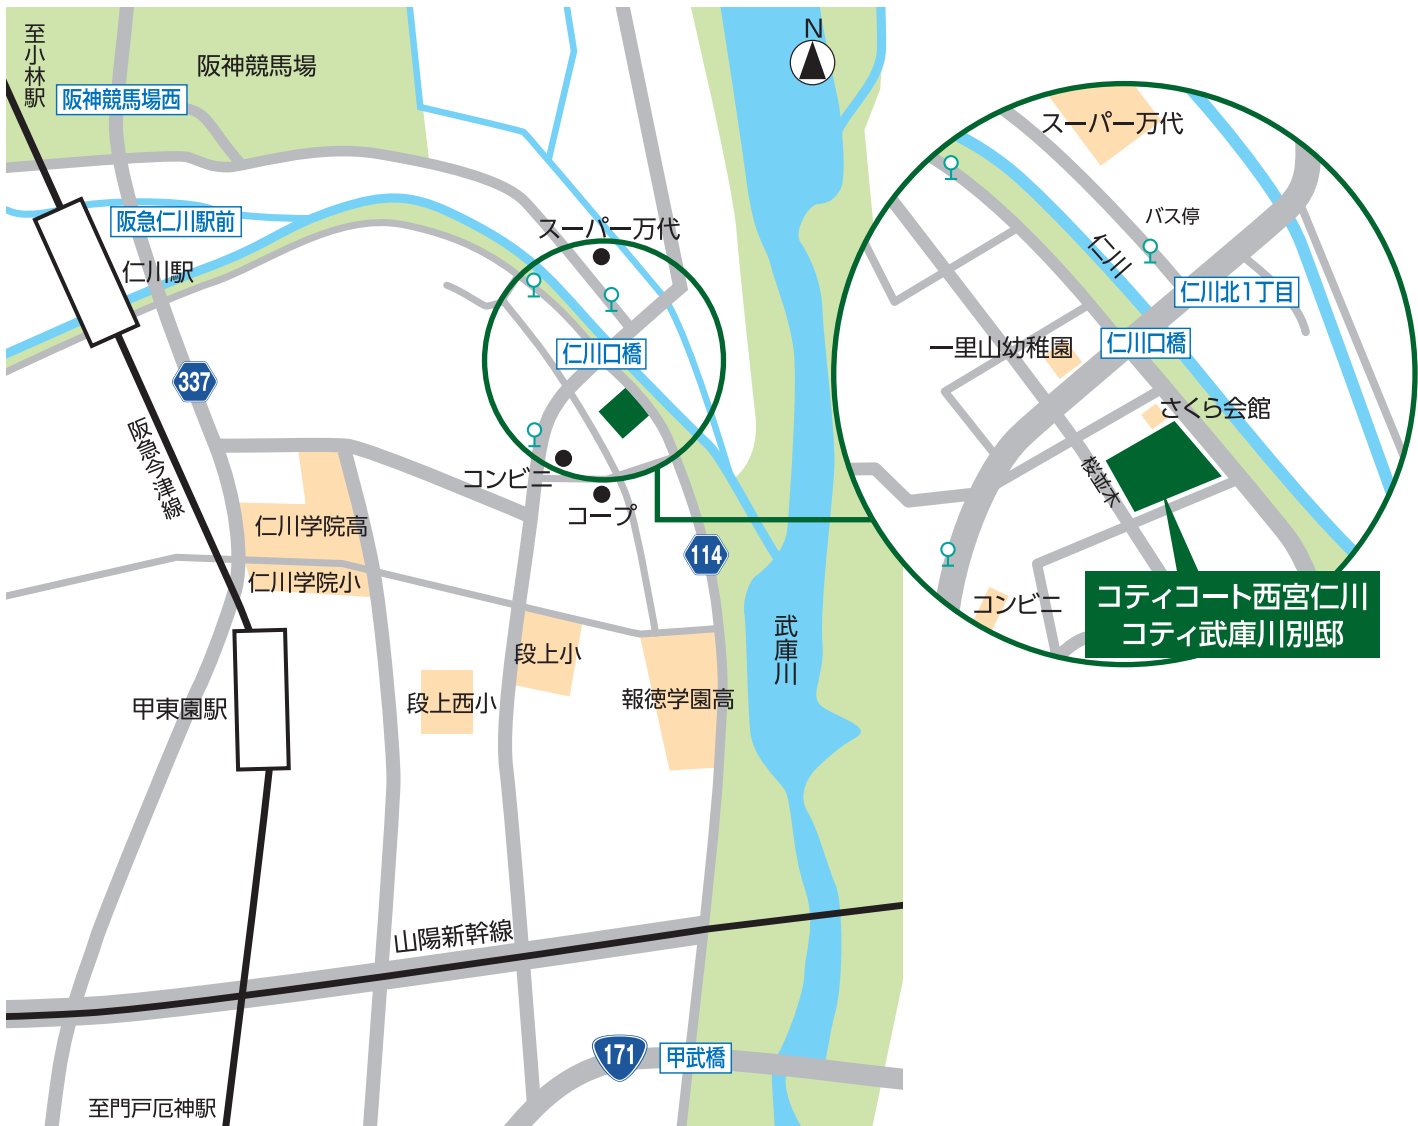 至小林駅
阪神競馬場
阪神競馬場西
阪急仁川駅前
仁川駅
337
阪急今津線
スーパー万代
仁川口橋
コンビニ
コープ
114
仁川学院高
仁川学院小
段上小
段上西小
報徳学園高
甲東園駅
武庫川
山陽新幹線
171
甲武橋
至門戸厄神駅
N
スーパー万代
バス停
仁川
仁川北1丁目
仁川口橋
一里山幼稚園
さくら会館
桜並木
コンビニ
コティコート西宮仁川
コティ武庫川別邸